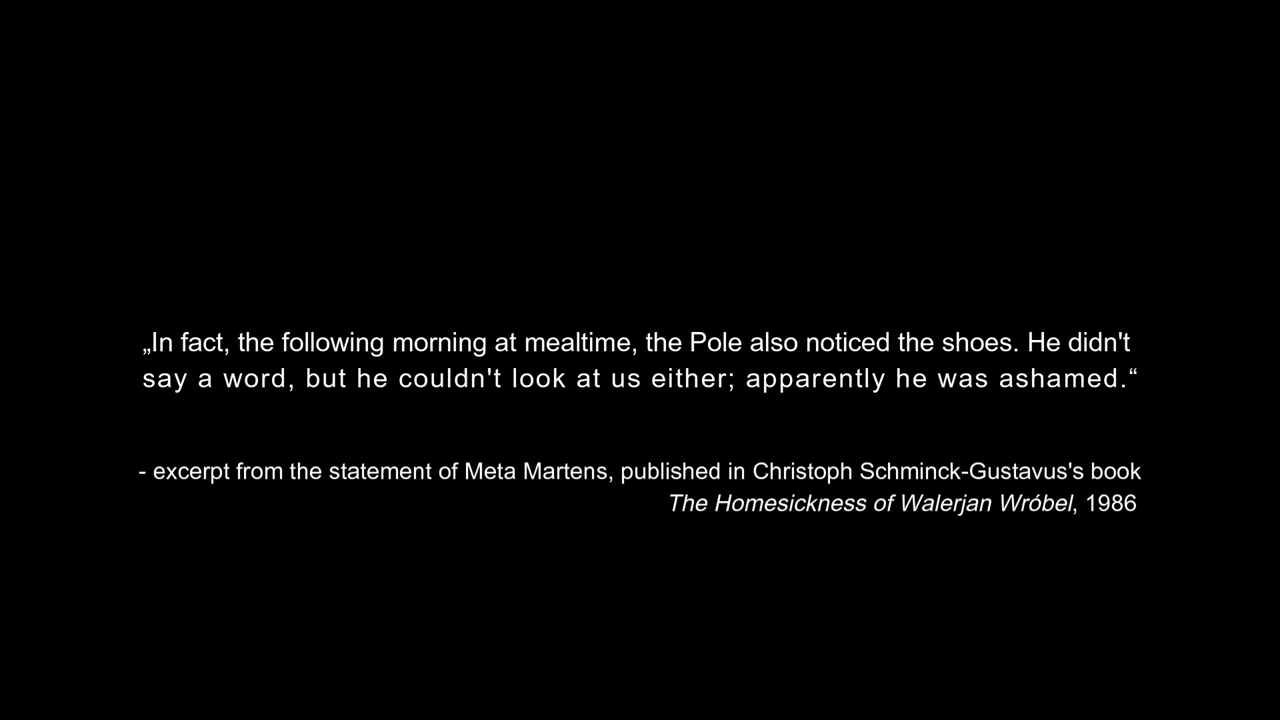 „In fact, the following morning at mealtime, the Pole also noticed the shoes. He didn't
say a word, but he couldn't look at us either; apparently he was ashamed.“
- excerpt from the statement of Meta Martens, published in Christoph Schminck-Gustavus's book
The Homesickness of Walerjan Wróbel, 1986